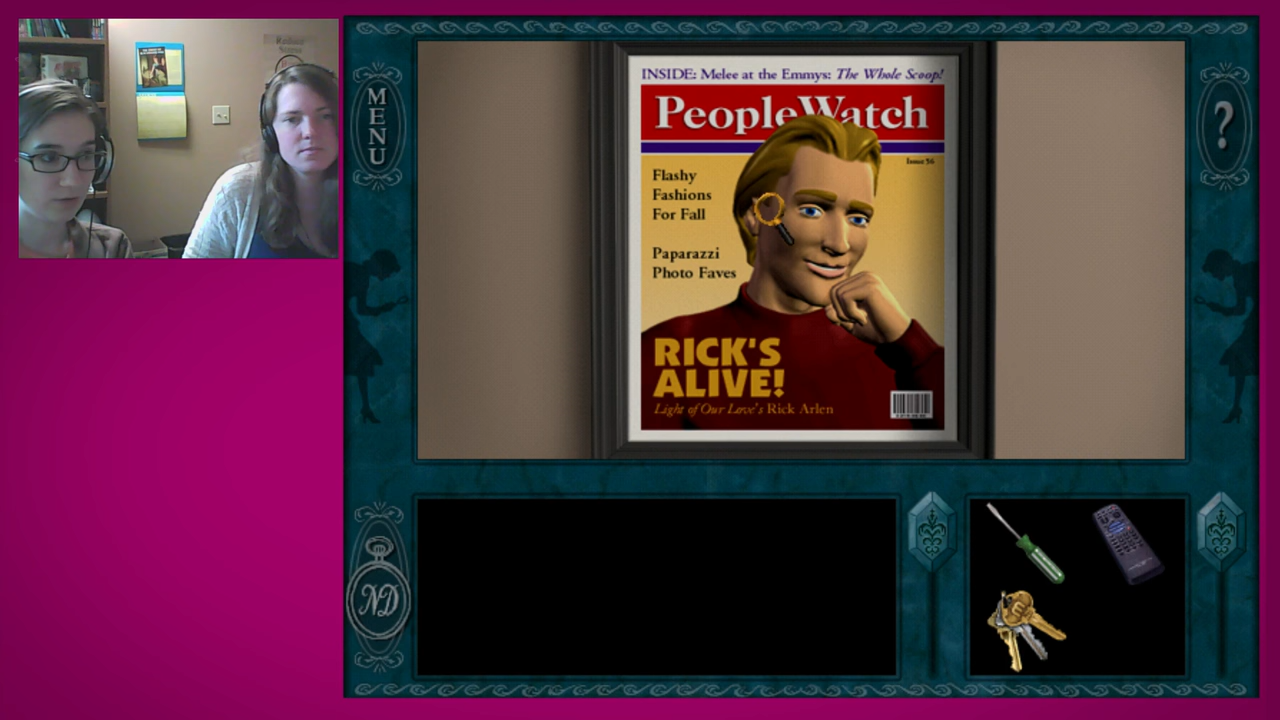 MENU
INSIDE: Melee at the Emmys: The Whole Scoop!
PeopleWatch
Issue 56
Flashy
Fashions
For Fall
Paparazzi
Photo Faves
RICK'S
ALIVE!
Light of Our Love's Rick Arlen
?
ND
E